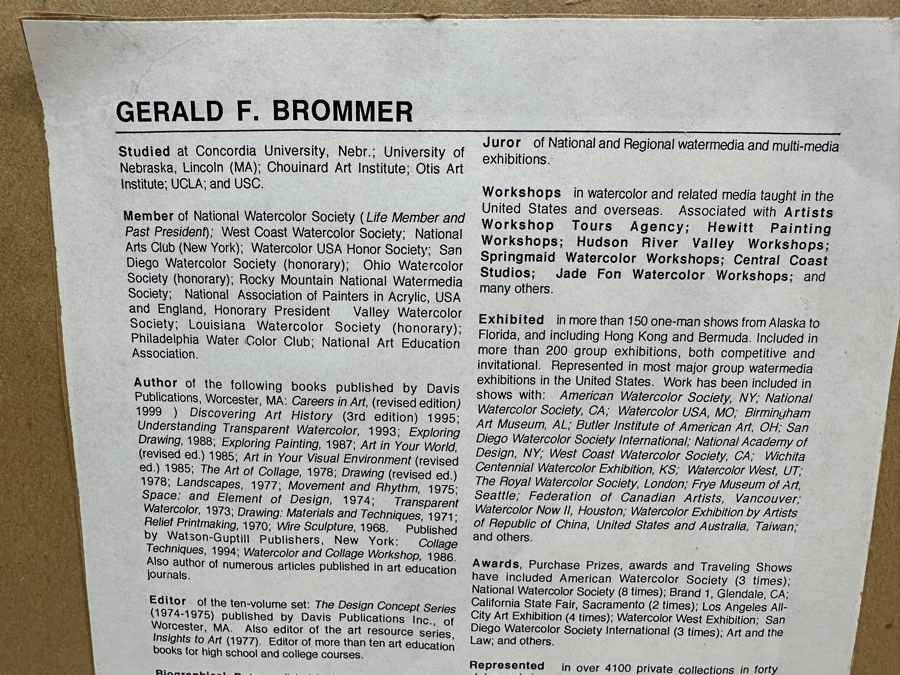 GERALD F. BROMMER
Studied at Concordia University, Nebr.; University of
Nebraska, Lincoln (MA); Chouinard Art Institute; Otis Art
Institute; UCLA; and USC.
Member of National Watercolor Society (Life Member and
Past President); West Coast Watercolor Society; National
Arts Club (New York); Watercolor USA Honor Society; San
Diego Watercolor Society (honorary); Ohio Watercolor
Society (honorary); Rocky Mountain National Watermedia
Society; National Association of Painters in Acrylic, USA
and England, Honorary President Valley Watercolor
Society; Louisiana Watercolor Society (honorary);
Philadelphia Water Color Club; National Art Education
Association.
Author of the following books published by Davis
Publications, Worcester, MA: Careers in Art, (revised edition)
1999 ) Discovering Art History (3rd edition) 1995;
Understanding Transparent Watercolor, 1993; Exploring
Drawing, 1988; Exploring Painting, 1987; Art in Your World,
(revised ed.) 1985; Art in Your Visual Environment (revised
ed.) 1985; The Art of Collage, 1978; Drawing (revised ed.)
1978; Landscapes, 1977; Movement and Rhythm, 1975;
Space: and Element of Design, 1974; Transparent
Watercolor, 1973; Drawing: Materials and Techniques, 1971;
Relief Printmaking, 1970; Wire Sculpture, 1968. Published
by Watson-Guptill Publishers, New York: Collage
Techniques, 1994; Watercolor and Collage Workshop, 1986.
Also author of numerous articles published in art education
journals.
Editor of the ten-volume set: The Design Concept Series
(1974-1975) published by Davis Publications Inc., of
Worcester, MA. Also editor of the art resource series,
Insights to Art (1977). Editor of more than ten art education
books for high school and college courses.
Juror of National and Regional watermedia and multi-media
exhibitions.
Workshops in watercolor and related media taught in the
United States and overseas. Associated with Artists
Workshop Tours Agency; Hewitt Painting
Workshops; Hudson River Valley Workshops;
Springmaid Watercolor Workshops; Central Coast
Studios; Jade Fon Watercolor Workshops; and
many others.
Exhibited in more than 150 one-man shows from Alaska to
Florida, and including Hong Kong and Bermuda. Included in
more than 200 group exhibitions, both competitive and
invitational. Represented in most major group watermedia
exhibitions in the United States. Work has been included in
shows with: American Watercolor Society, NY; National
Watercolor Society, CA; Watercolor USA, MO; Birmingham
Art Museum, AL; Butler Institute of American Art, OH; San
Diego Watercolor Society International; National Academy of
Design, NY; West Coast Watercolor Society, CA; Wichita
Centennial Watercolor Exhibition, KS; Watercolor West, UT;
The Royal Watercolor Society, London; Frye Museum of Art,
Seattle; Federation of Canadian Artists, Vancouver;
Watercolor Now II, Houston; Watercolor Exhibition by Artists
of Republic of China, United States and Australia, Taiwan;
and others.
Awards, Purchase Prizes, awards and Traveling Shows
have included American Watercolor Society (3 times);
National Watercolor Society (8 times); Brand 1, Glendale, CA;
California State Fair, Sacramento (2 times); Los Angeles All-
City Art Exhibition (4 times); Watercolor West Exhibition; San
Diego Watercolor Society International (3 times); Art and the
Law; and others.
Represented in over 4100 private collections in forty